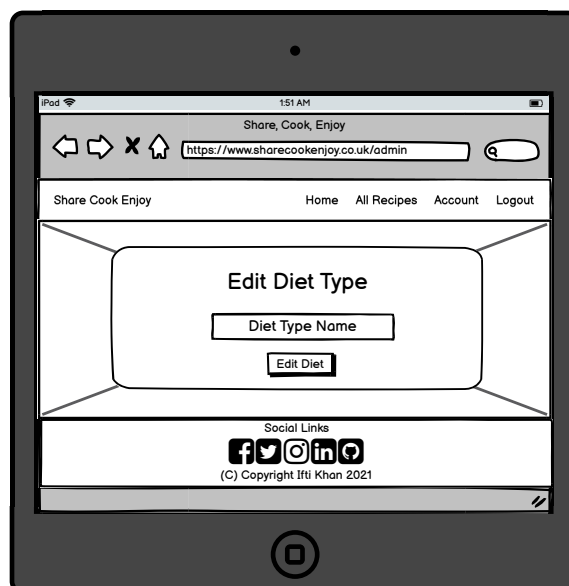 iPad 1:51 AM
Share, Cook, Enjoy
https://www.sharecookenjoy.co.uk/admin
Share Cook Enjoy Home All Recipes Account Logout
Edit Diet Type
Diet Type Name
Edit Diet
Social Links
(C) Copyright Ifti Khan 2021